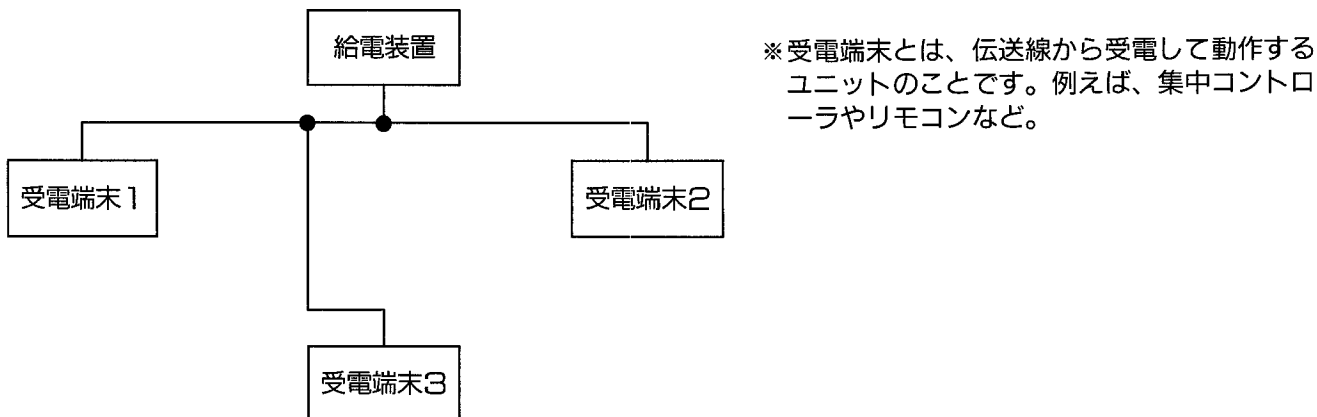 給電装置
※受電端末とは、伝送線から受電して動作する
ユニットのことです。例えば、集中コントロ
ーラやリモコンなど。
受電端末1
受電端末2
受電端末3